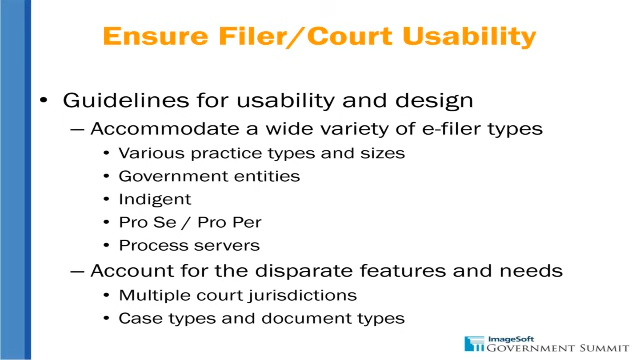 Ensure Filer/Court Usability
• Guidelines for usability and design
– Accommodate a wide variety of e-filer types
• Various practice types and sizes
• Government entities
• Indigent
• Pro Se / Pro Per
• Process servers
– Account for the disparate features and needs
• Multiple court jurisdictions
• Case types and document types
ImageSoft
GOVERNMENT SUMMIT